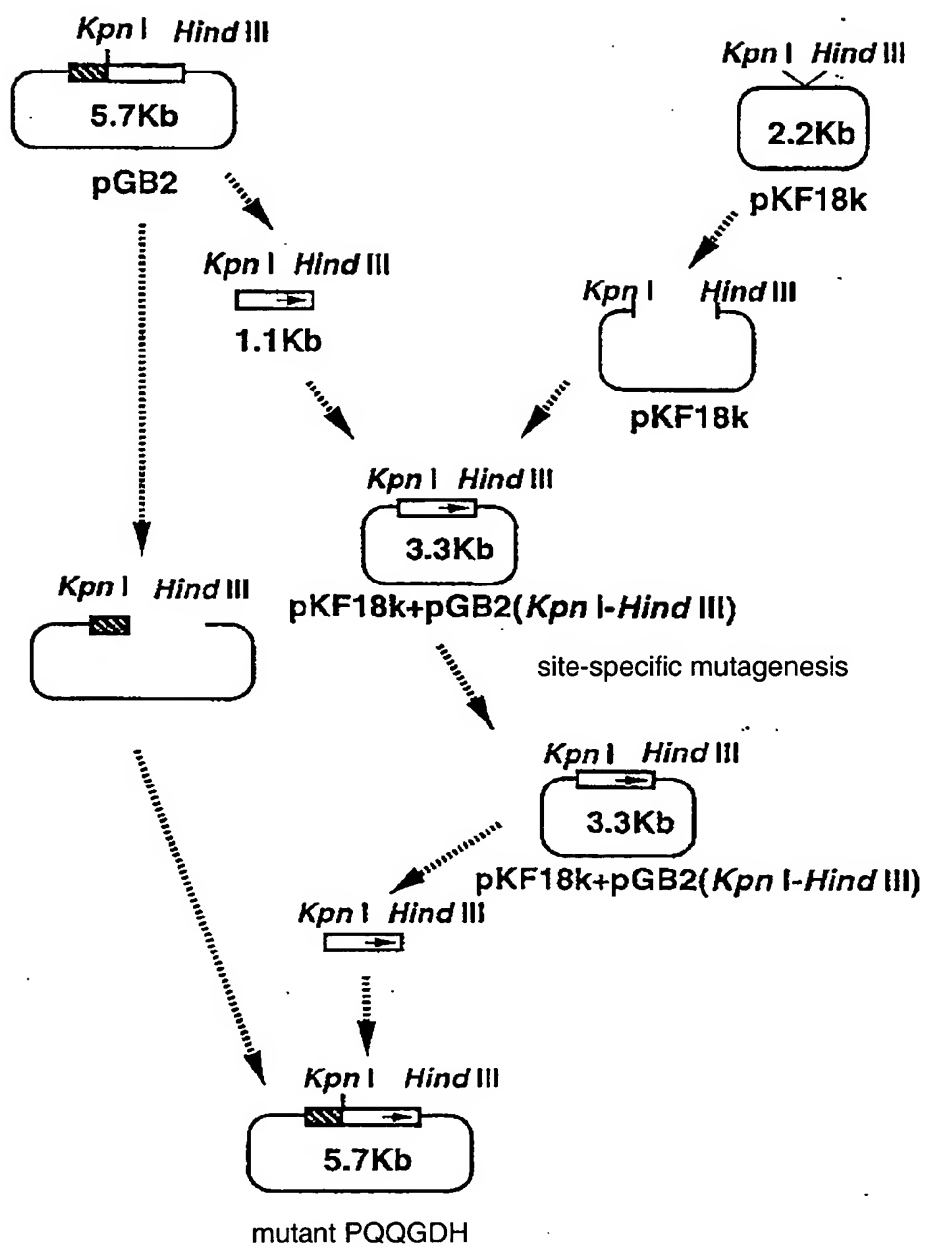 Kpn I Hind III
5.7Kb
pGB2
Kpn I Hind III
2.2Kb
pKF18k
Kpn I Hind III
1.1Kb
Kpn I Hind III
pKF18k
Kpn I Hind III
3.3Kb
pKF18k+pGB2(Kpn I-Hind III)
Kpn I Hind III
site-specific mutagenesis
Kpn I Hind III
3.3Kb
pKF18k+pGB2(Kpn I-Hind III)
Kpn I Hind III
Kpn I Hind III
5.7Kb
mutant PQQGDH